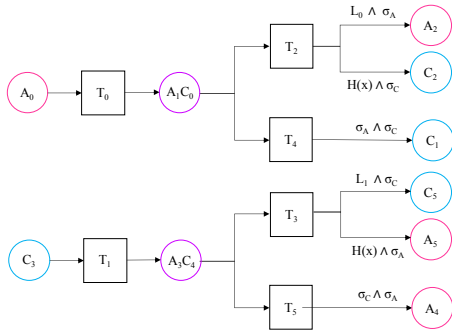 L₀ ∧ σ_A
A₂
T₂
A₀
T₀
A₁C₀
H(x) ∧ σ_C
C₂
T₄
σ_A ∧ σ_C
C₁
L₁ ∧ σ_C
C₅
T₃
C₃
T₁
A₃C₄
H(x) ∧ σ_A
A₅
T₅
σ_C ∧ σ_A
A₄